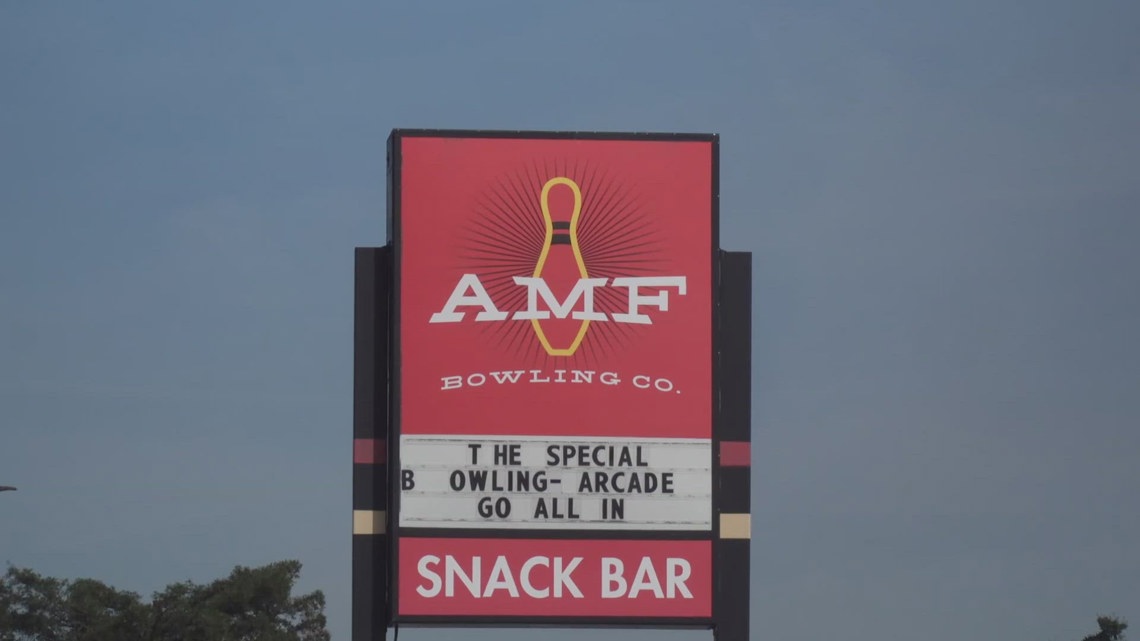 AMF
BOWLING CO.
T HE SPECIAL
B OWLING- ARCADE
GO ALL IN
SNACK BAR